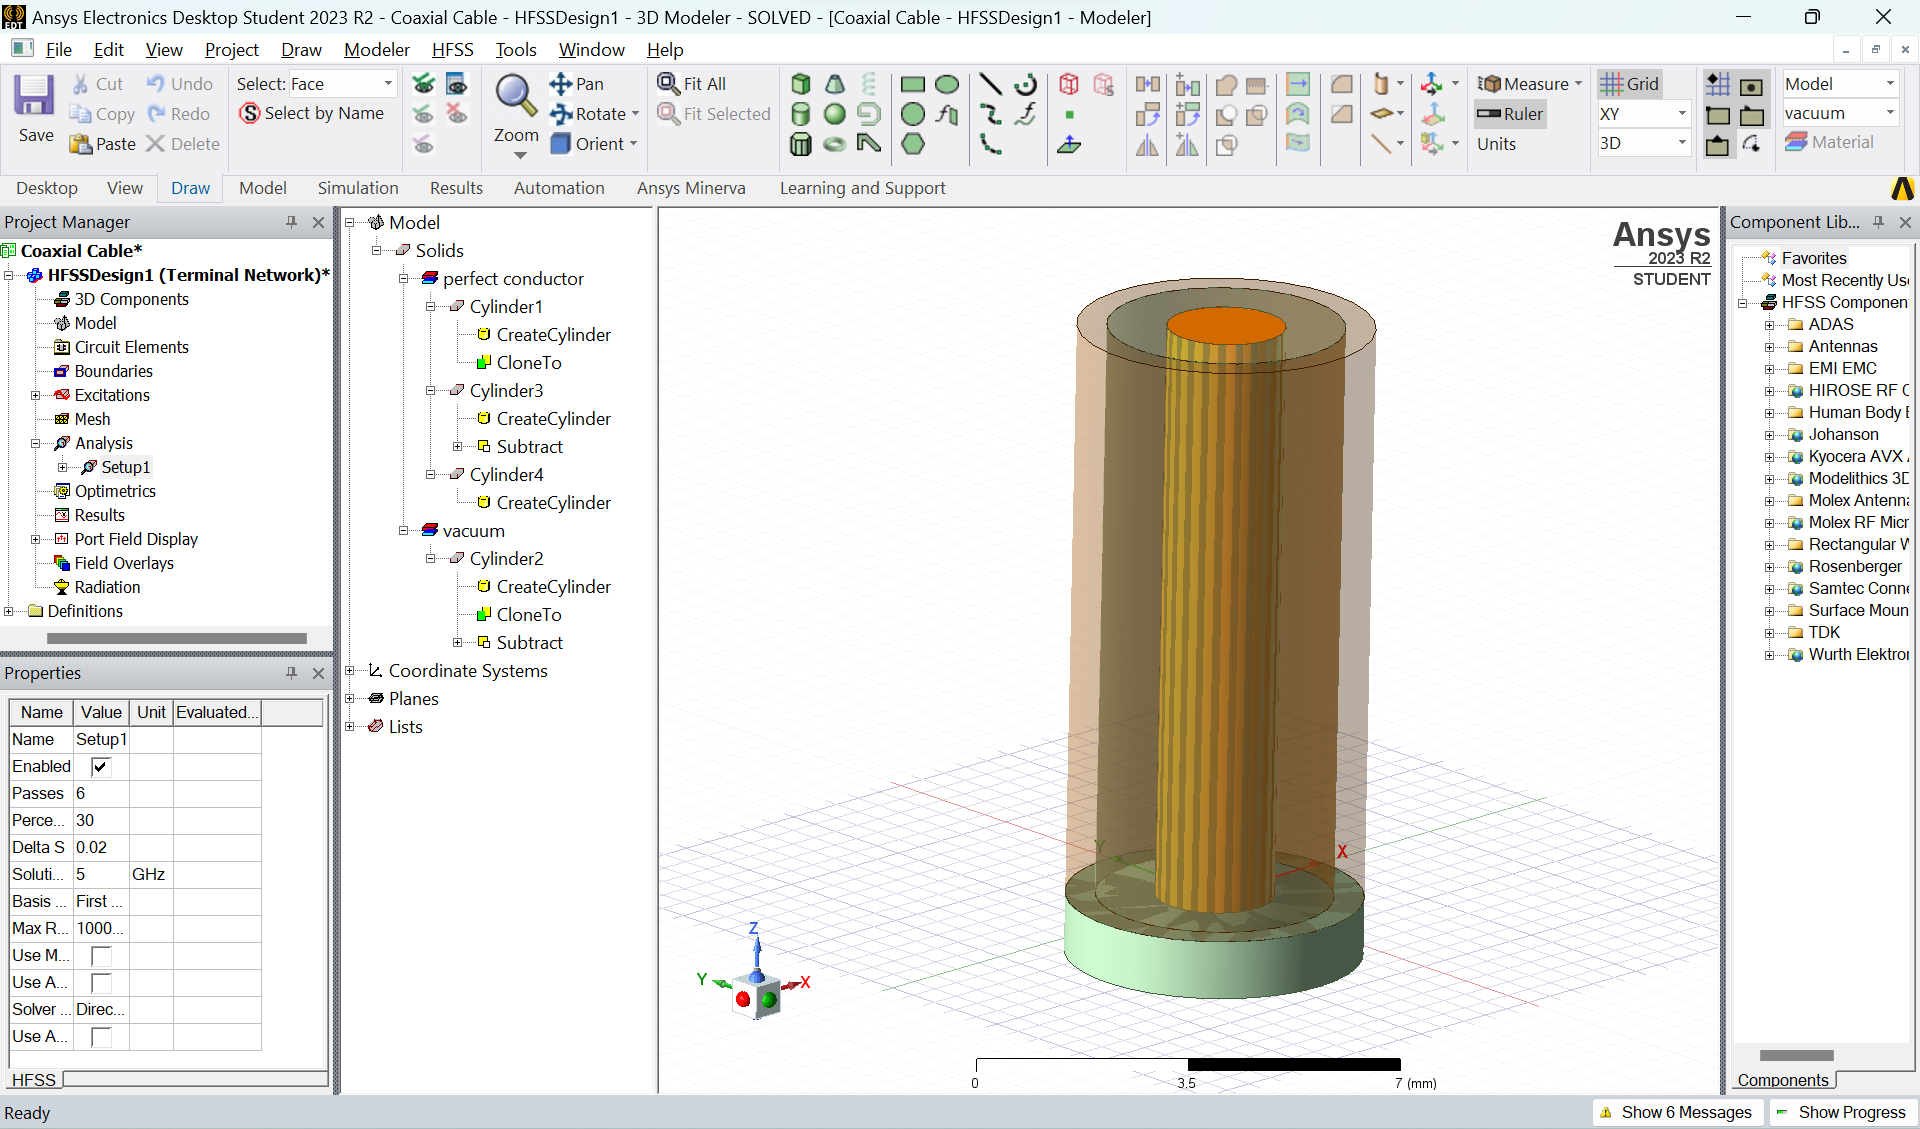 Ansys Electronics Desktop Student 2023 R2 - Coaxial Cable - HFSSDesign1 - 3D Modeler - SOLVED - [Coaxial Cable - HFSSDesign1 - Modeler]
File Edit View Project Draw Modeler HFSS Tools Window Help
Save
Cut
Copy
Paste
Undo
Redo
Delete
Select: Face
Select by Name
Zoom
Pan
Rotate
Orient
Fit All
Fit Selected
Measure
Ruler
Units
Grid
XY
3D
Model
vacuum
Material
Desktop View Draw Model Simulation Results Automation Ansys Minerva Learning and Support
Project Manager
Coaxial Cable*
HFSSDesign1 (Terminal Network)*
3D Components
Model
Circuit Elements
Boundaries
Excitations
Mesh
Analysis
Setup1
Optimetrics
Results
Port Field Display
Field Overlays
Radiation
Definitions
Properties
Name Value Unit Evaluated...
Name Setup1
Enabled
Passes 6
Perce... 30
Delta S 0.02
Soluti... 5 GHz
Basis ... First ...
Max R... 1000...
Use M...
Use A...
Solver ... Direc...
Use A...
HFSS
Model
Solids
perfect conductor
Cylinder1
CreateCylinder
CloneTo
Cylinder3
CreateCylinder
Subtract
Cylinder4
CreateCylinder
vacuum
Cylinder2
CreateCylinder
CloneTo
Subtract
Coordinate Systems
Planes
Lists
Ansys
2023 R2
STUDENT
Y
X
Z
Y
X
0 3.5 7 (mm)
Component Lib...
Favorites
Most Recently Us
HFSS Componen
ADAS
Antennas
EMI EMC
HIROSE RF C
Human Body
Johanson
Kyocera AVX
Modelithics 3D
Molex Antenn
Molex RF Micr
Rectangular W
Rosenberger
Samtec Conne
Surface Moun
TDK
Wurth Elektron
Components
Ready
Show 6 Messages
Show Progress